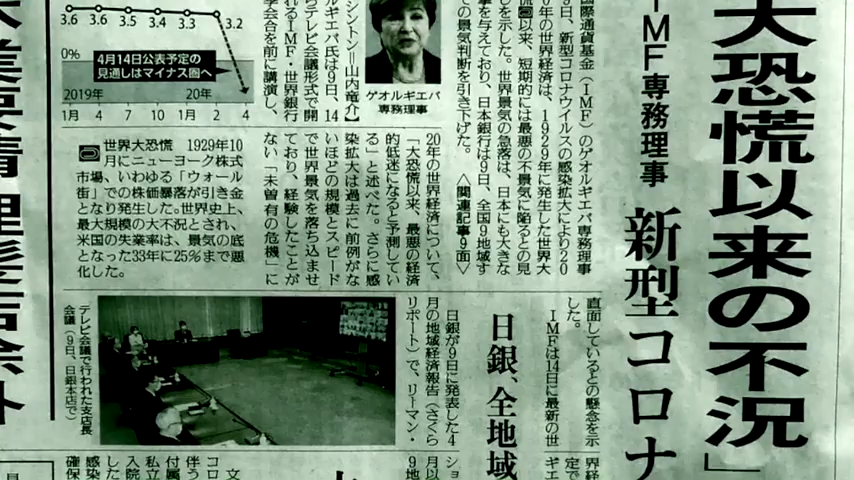 大恐慌以来の不況」
IMF専務理事
新型コロナ
国際通貨基金(IMF)のゲオルギエバ専務理事
9日、新型コロナウイルスの感染拡大により20
年の世界経済は、1929年に発生した世界大
以来、短期的には最悪の不景気に陥るとの見
しを示した。世界景気の急落は、日本にも大きな
を与えており、日本銀行は9日、全国9地域す
ての景気判断を引き下げた。〈関連記事9面〉
ゲオルギエバ
専務理事
シントン=山内竜介】
ルギエバ氏は9日、14
テレビ会議形式で開
れるIMF・世界銀行
学会合を前に講演し、
3.6 3.6 3.5 3.4 3.3 3.2
0%
4月14日公表予定の
見通しはマイナス圏へ
2019年 20年
1月 4 7 10 1 2 4
20年の世界経済について、
「大恐慌以来、最悪の経済
的低迷になると予測してい
る」と述べた。さらに感
染拡大は過去に前例がな
いほどの規模とスピード
で世界景気を落ち込ませ
ており、経験したことが
ない「未曽有の危機」に
世界大恐慌 1929年10
月にニューヨーク株式
市場、いわゆる「ウォール
街」での株価暴落が引き金
となり発生した。世界史上、
最大規模の大不況とされ、
米国の失業率は、景気の底
となった33年に25%まで悪
化した。
直面しているとの懸念を示
した。
IMFは14日に最新の世
日銀、全地域
日銀が9日に発表した4
月の地域経済報告(さくら
リポート)で、リーマン・
テレビ会議で行われた支店長
会議(9日、日銀本店で)